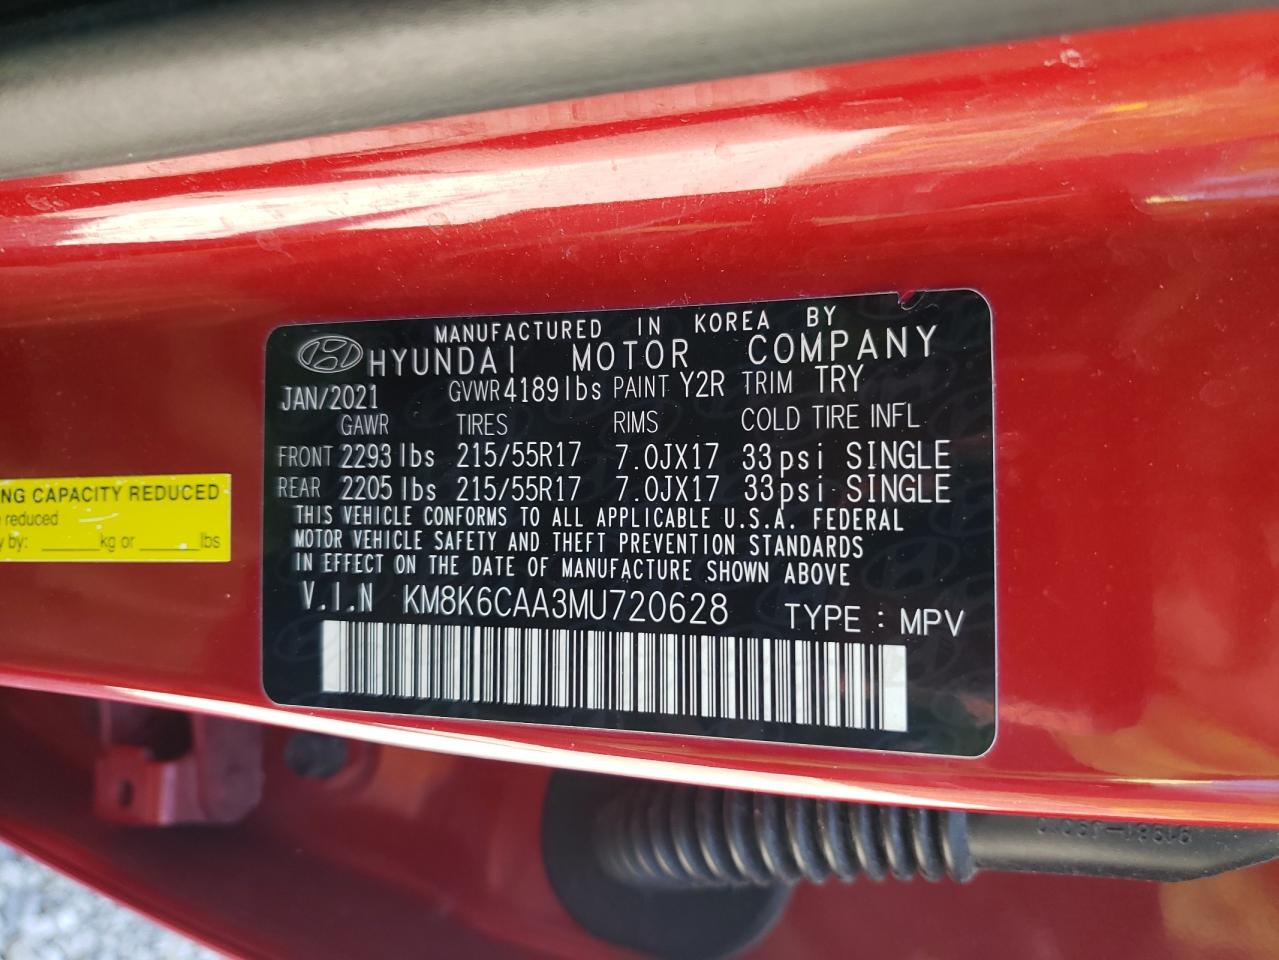 MANUFACTURED IN KOREA BY
HYUNDAI MOTOR COMPANY
JAN/2021 GVWR 4189lbs PAINT Y2R TRIM TRY
GAWR TIRES RIMS COLD TIRE INFL
FRONT 2293lbs 215/55R17 7.0JX17 33psi SINGLE
REAR 2205lbs 215/55R17 7.0JX17 33psi SINGLE
THIS VEHICLE CONFORMS TO ALL APPLICABLE U.S.A. FEDERAL
MOTOR VEHICLE SAFETY AND THEFT PREVENTION STANDARDS
IN EFFECT ON THE DATE OF MANUFACTURE SHOWN ABOVE
V.I.N KM8K6CAA3MU720628 TYPE : MPV
NG CAPACITY REDUCED
reduced
by: ______kg or ______lbs